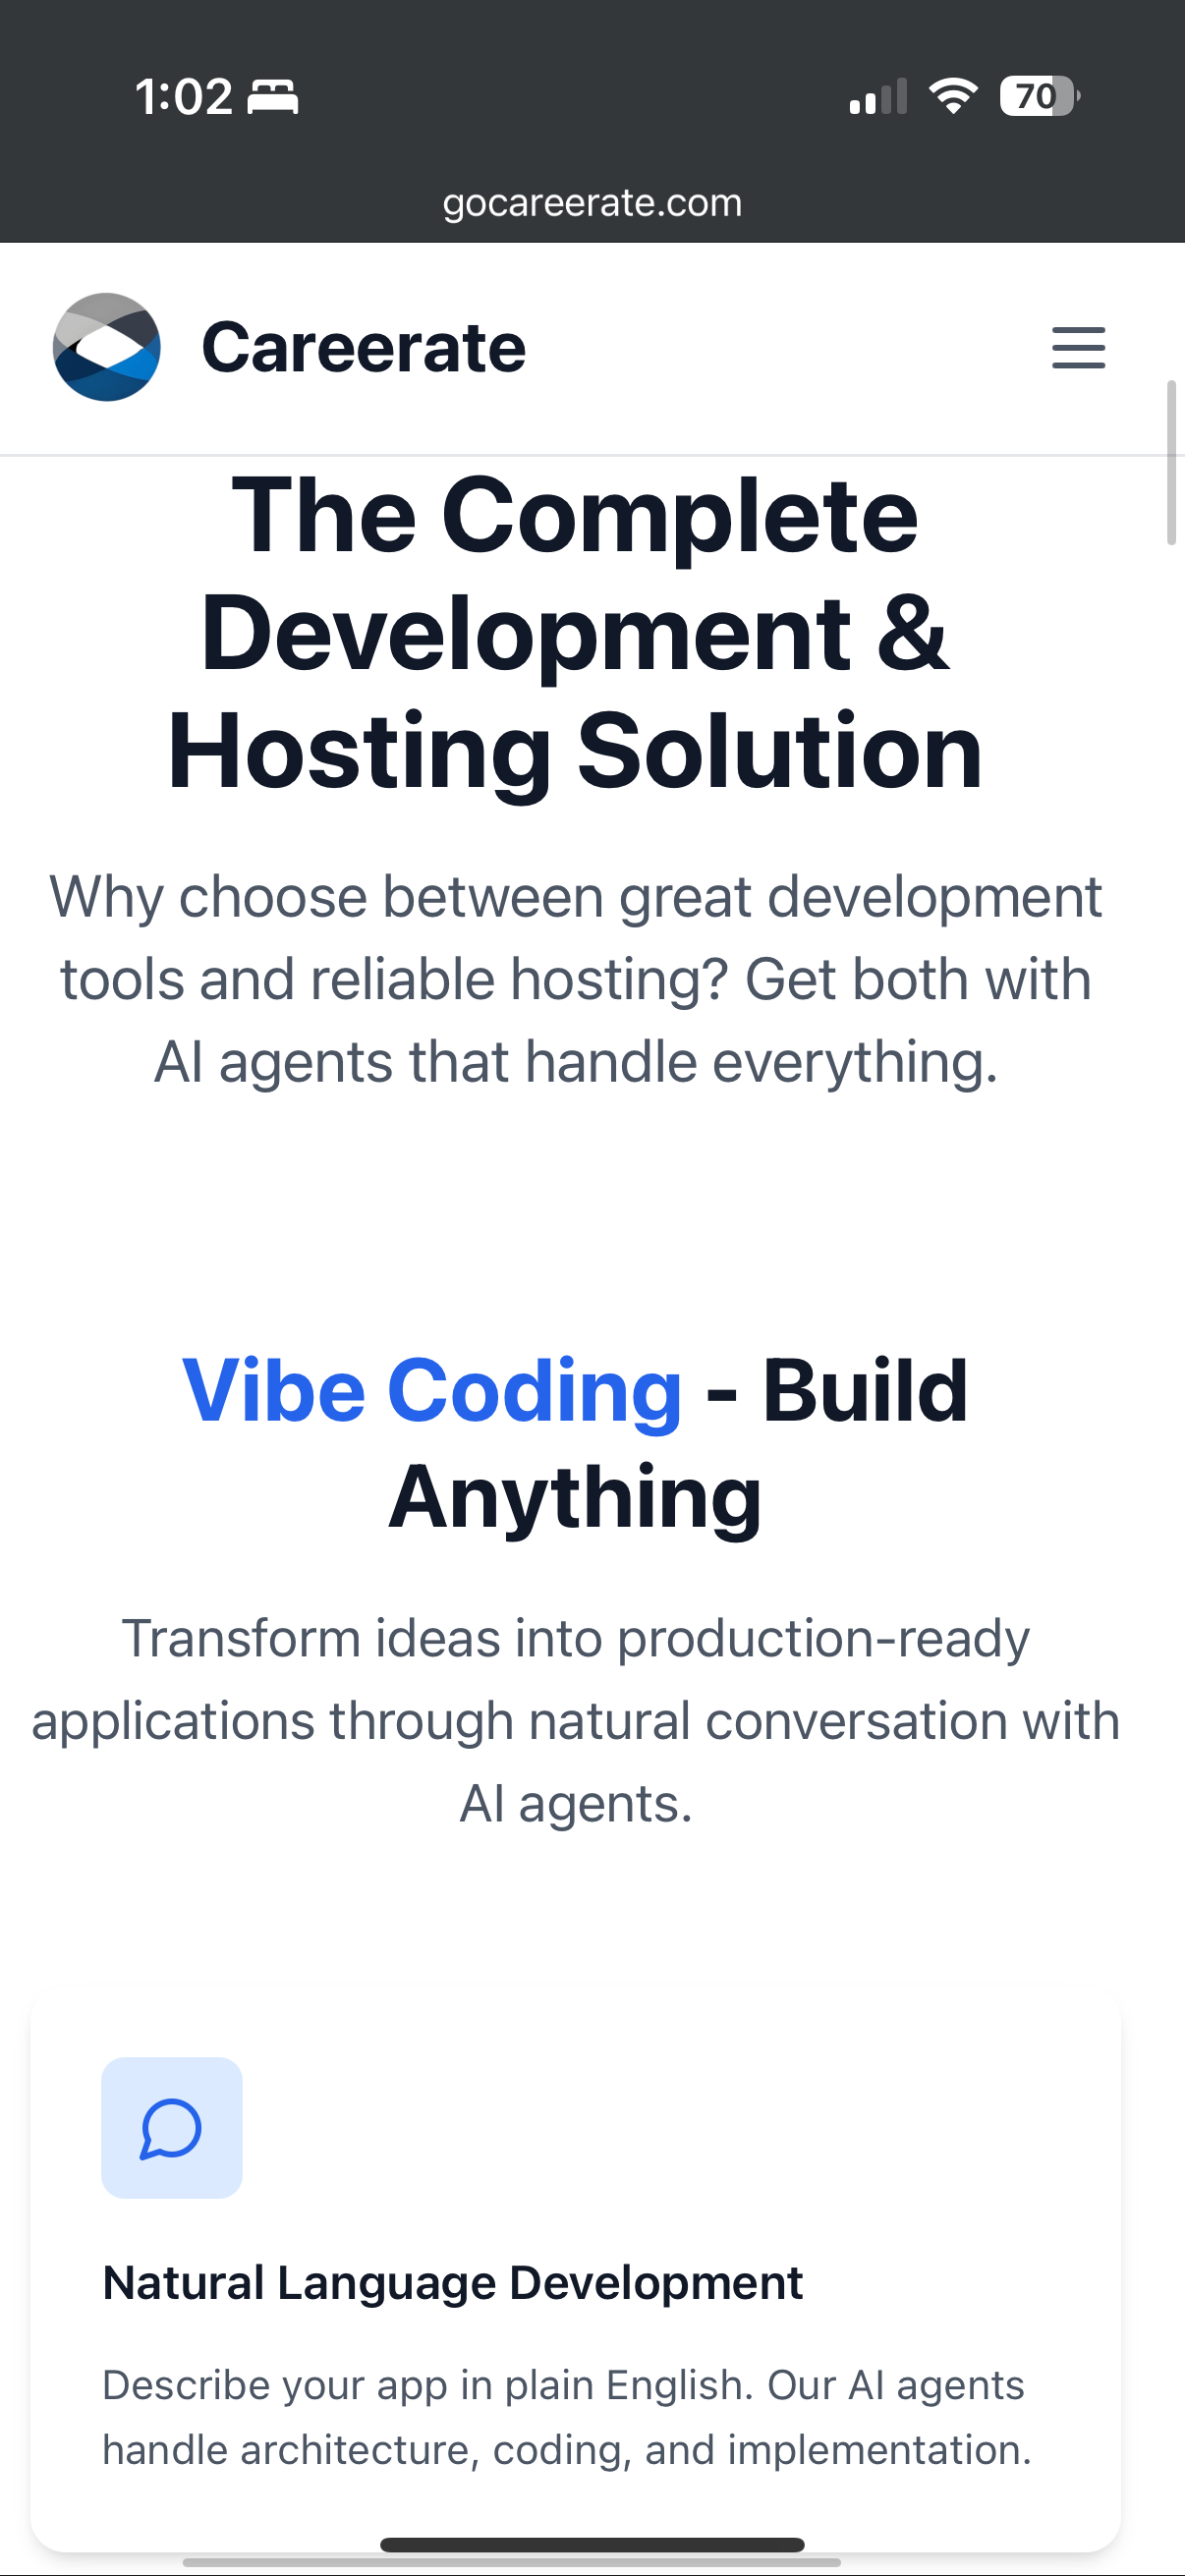 1:02
70
gocareerate.com
Careerate
The Complete
Development &
Hosting Solution
Why choose between great development
tools and reliable hosting? Get both with
AI agents that handle everything.
Vibe Coding - Build
Anything
Transform ideas into production-ready
applications through natural conversation with
AI agents.
Natural Language Development
Describe your app in plain English. Our AI agents
handle architecture, coding, and implementation.